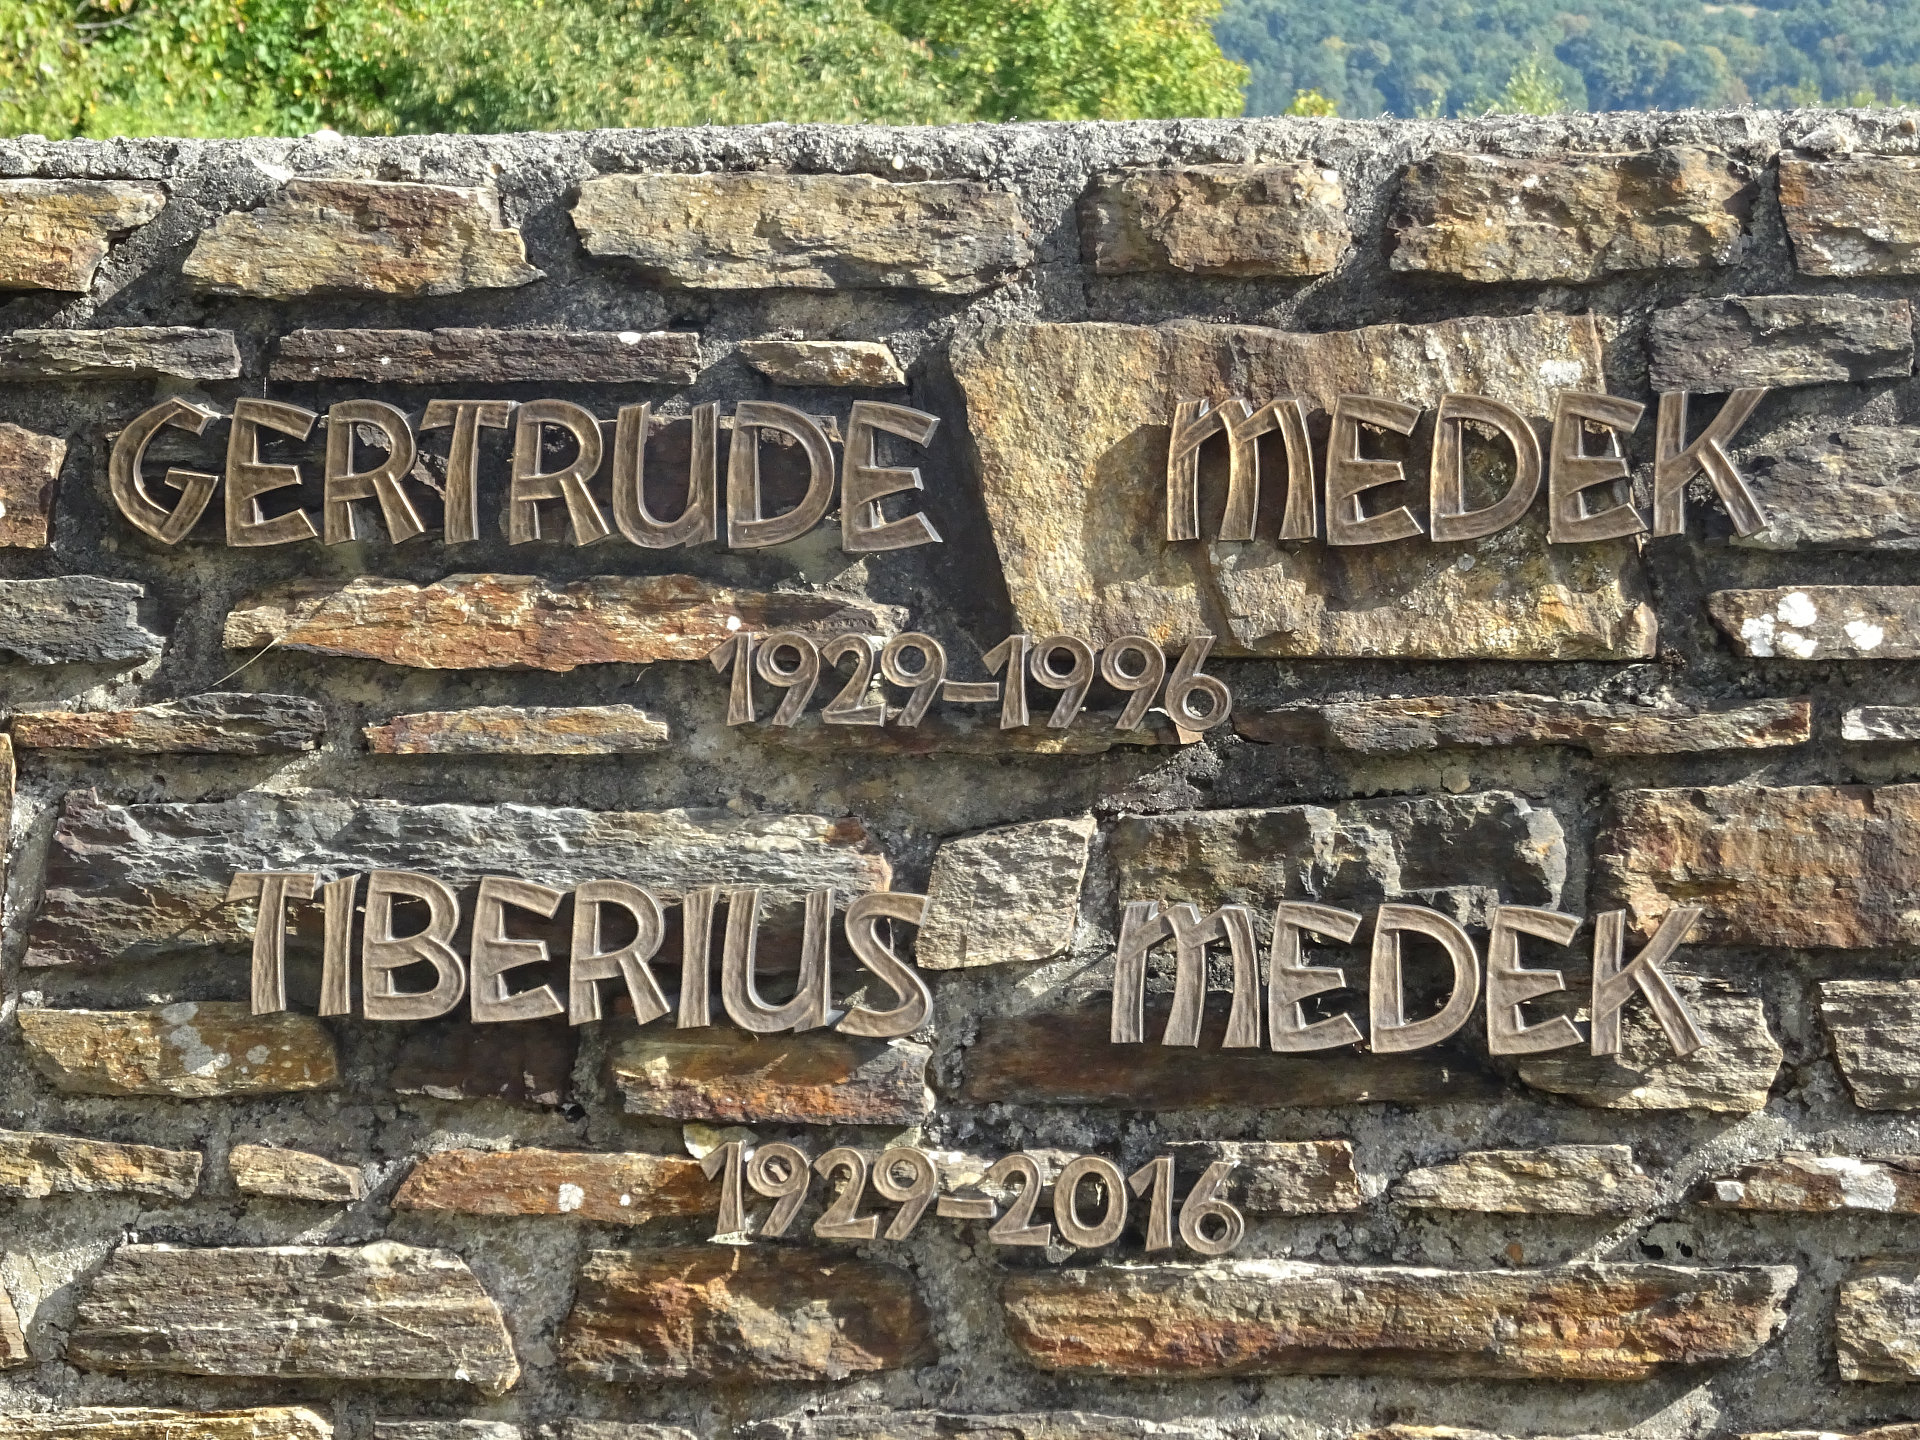 GERTRUDE MEDEK
1929-1996
TIBERIUS MEDEK
1929-2016